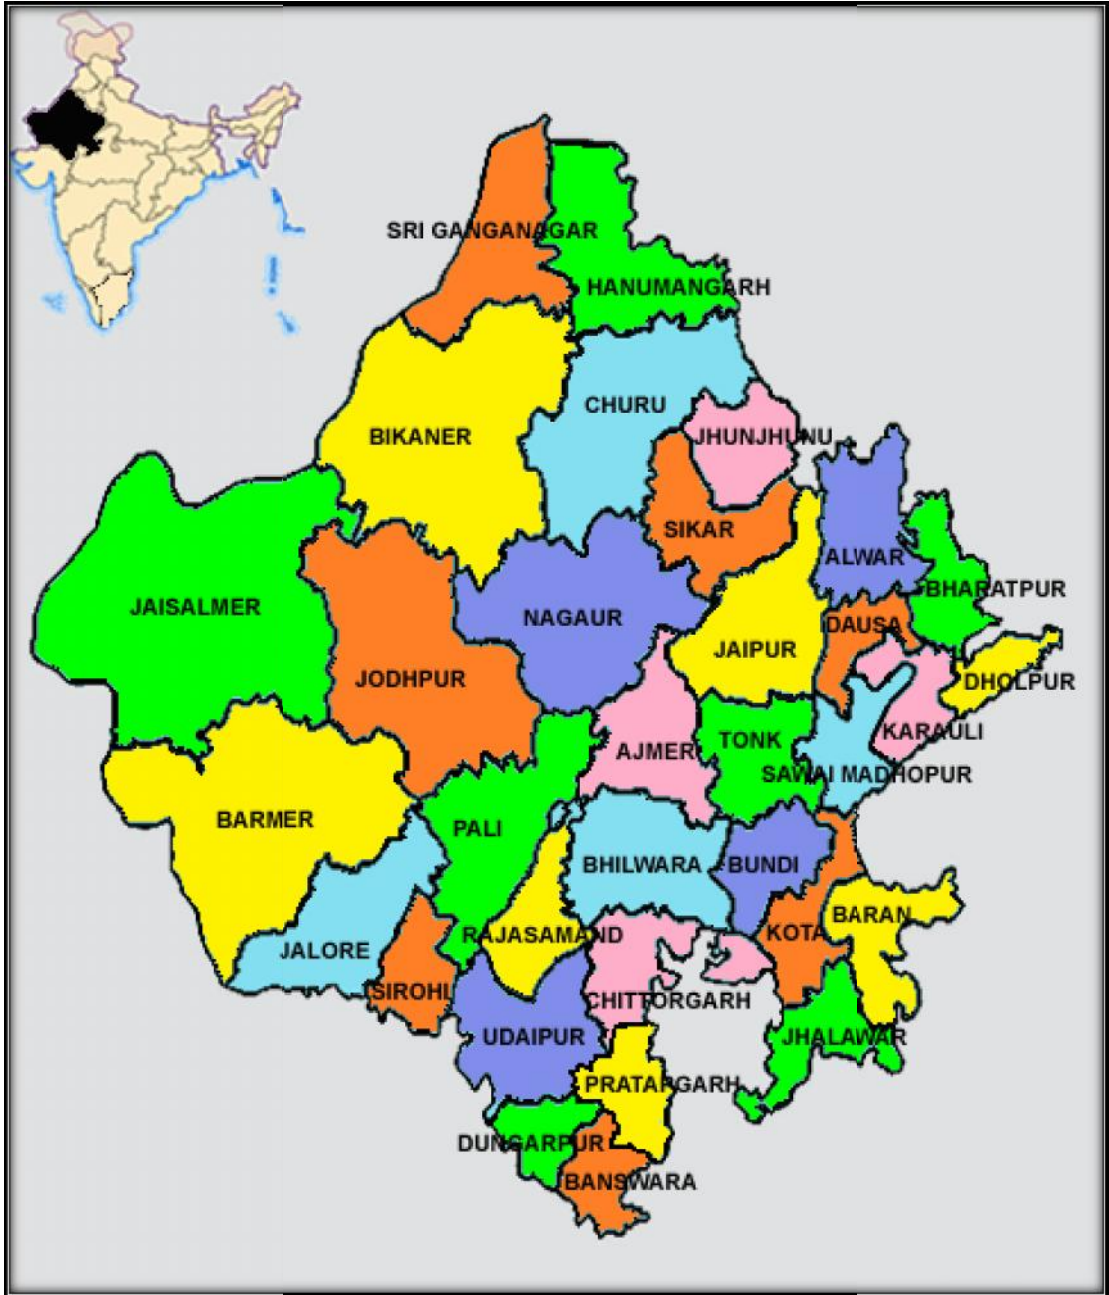 SRI GANGANAGAR
HANUMANGARH
CHURU
BIKANER
JHUNJHUNU
SIKAR
ALWAR
JAISALMER
BHARATPUR
NAGAUR
DAUSA
JAIPUR
JODHPUR
DHOLPUR
KARAULI
TONK
AJMER
SAWAI MADHOPUR
BARMER
PALI
BHILWARA
BUNDI
BARAN
KOTA
RAJASAMAND
JALORE
SIROHI
CHITTORGARH
UDAIPUR
JHALAWAR
PRATAPGARH
DUNGARPUR
BANSWARA